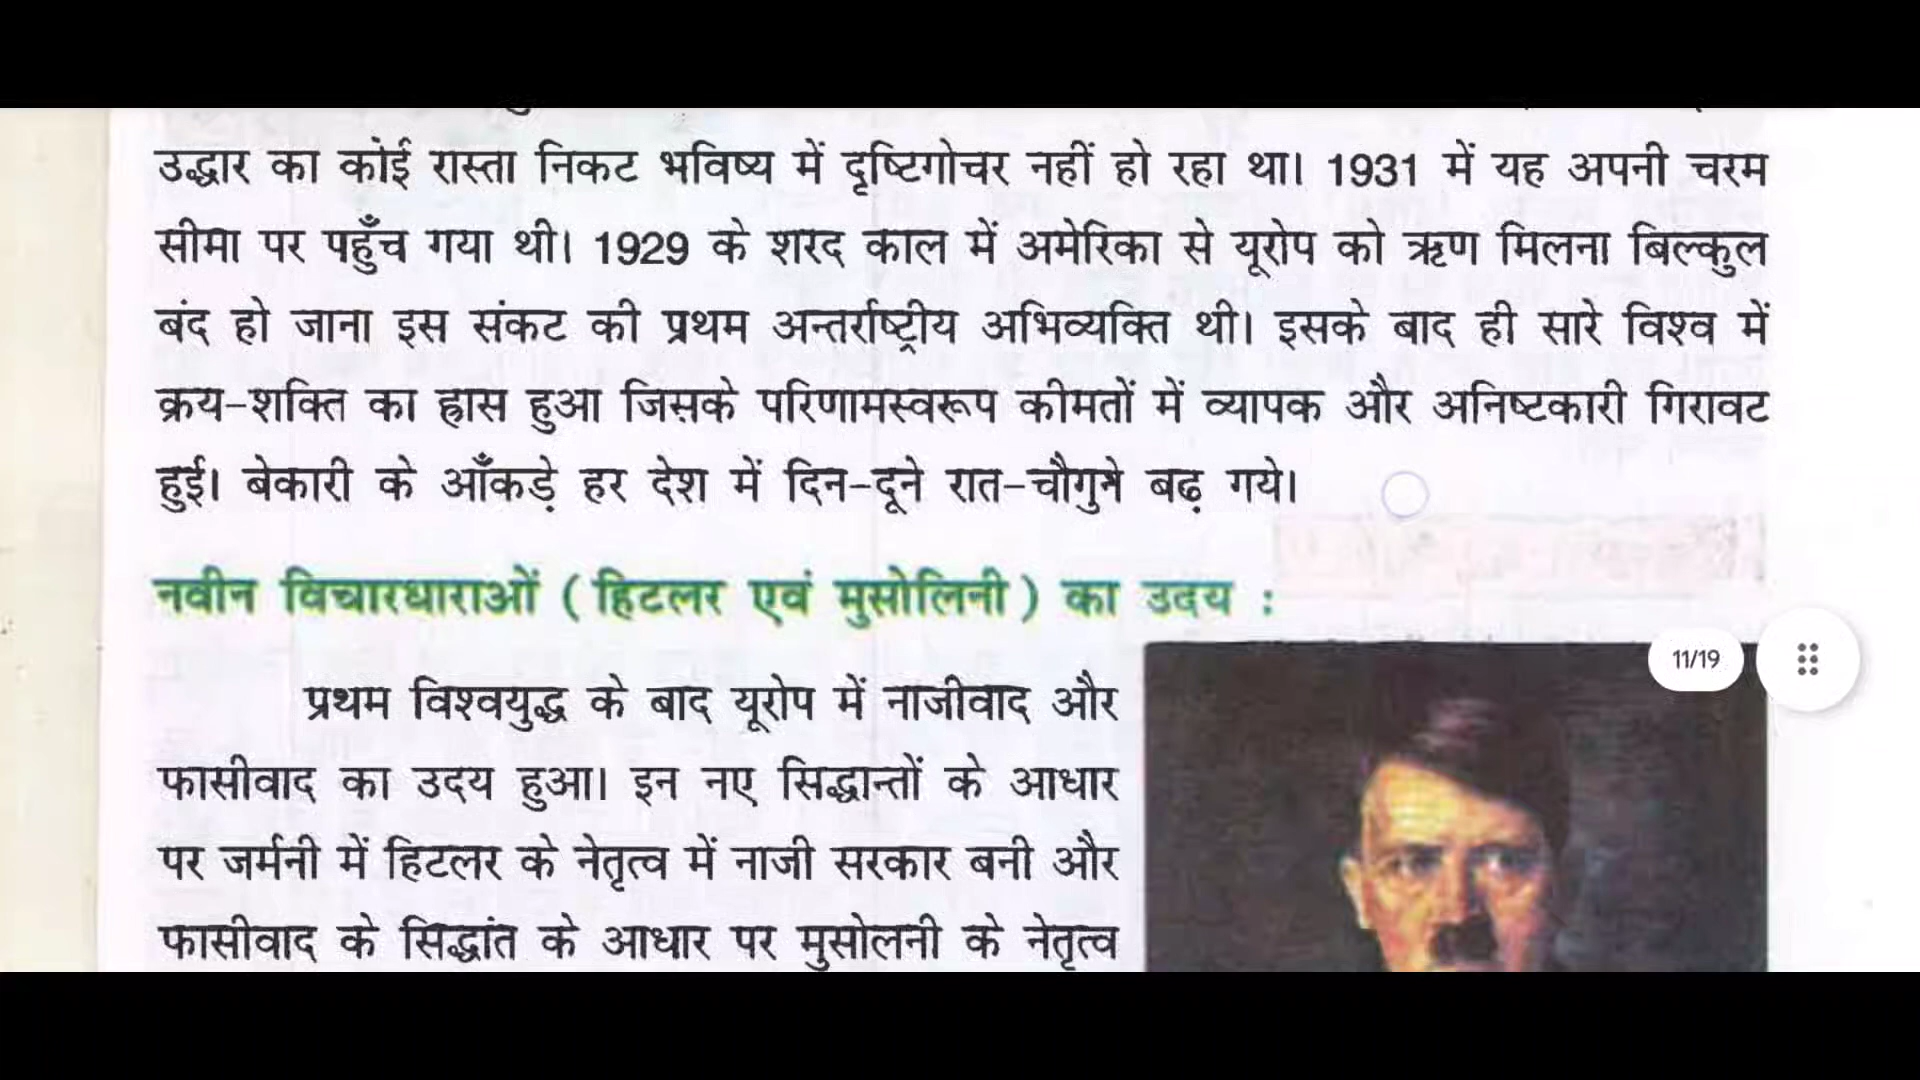 उद्धार का कोई रास्ता निकट भविष्य में दृष्टिगोचर नहीं हो रहा था। 1931 में यह अपनी चरम
सीमा पर पहुँच गया थी। 1929 के शरद काल में अमेरिका से यूरोप को ऋण मिलना बिल्कुल
बंद हो जाना इस संकट की प्रथम अन्तर्राष्ट्रीय अभिव्यक्ति थी। इसके बाद ही सारे विश्व में
क्रय-शक्ति का ह्रास हुआ जिसके परिणामस्वरूप कीमतों में व्यापक और अनिष्टकारी गिरावट
हुई। बेकारी के आँकड़े हर देश में दिन-दूने रात-चौगुने बढ़ गये।
नवीन विचारधाराओं ( हिटलर एवं मुसोलिनी ) का उदय :
प्रथम विश्वयुद्ध के बाद यूरोप में नाजीवाद और
फासीवाद का उदय हुआ। इन नए सिद्धान्तों के आधार
पर जर्मनी में हिटलर के नेतृत्व में नाजी सरकार बनी और
फासीवाद के सिद्धांत के आधार पर मुसोलनी के नेतृत्व
11/19